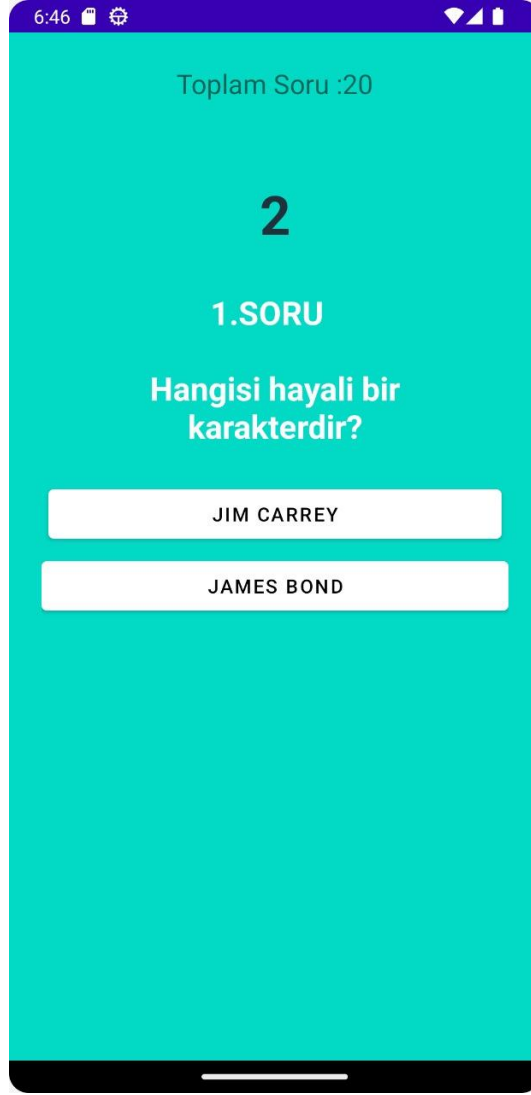 6:46
Toplam Soru :20
2
1.SORU
Hangisi hayali bir
karakterdir?
JIM CARREY
JAMES BOND